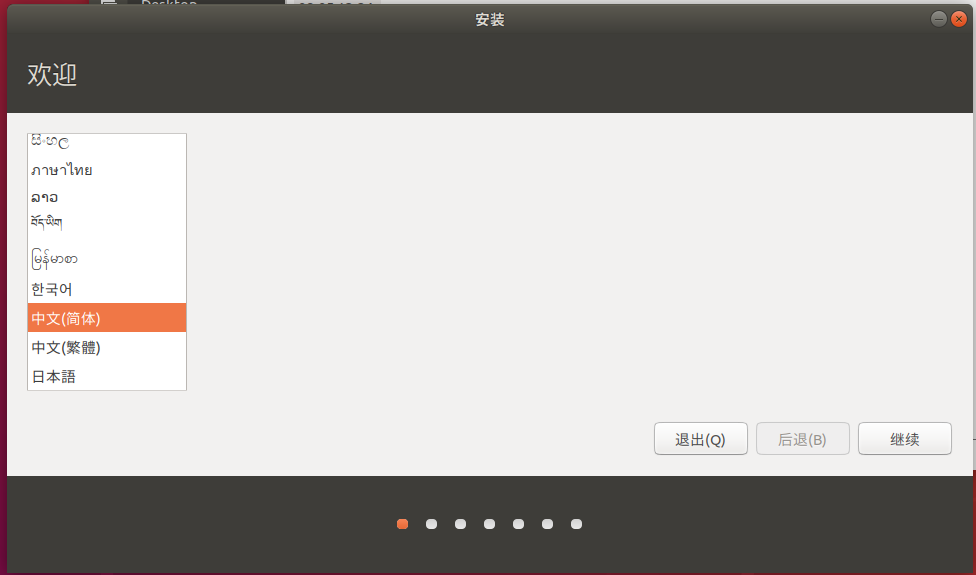 安装
欢迎
සිංහල
ภาษาไทย
ລາວ
བོད་ཡིག
မြန်မာစာ
한국어
中文(简体)
中文(繁體)
日本語
退出(Q)
后退(B)
继续